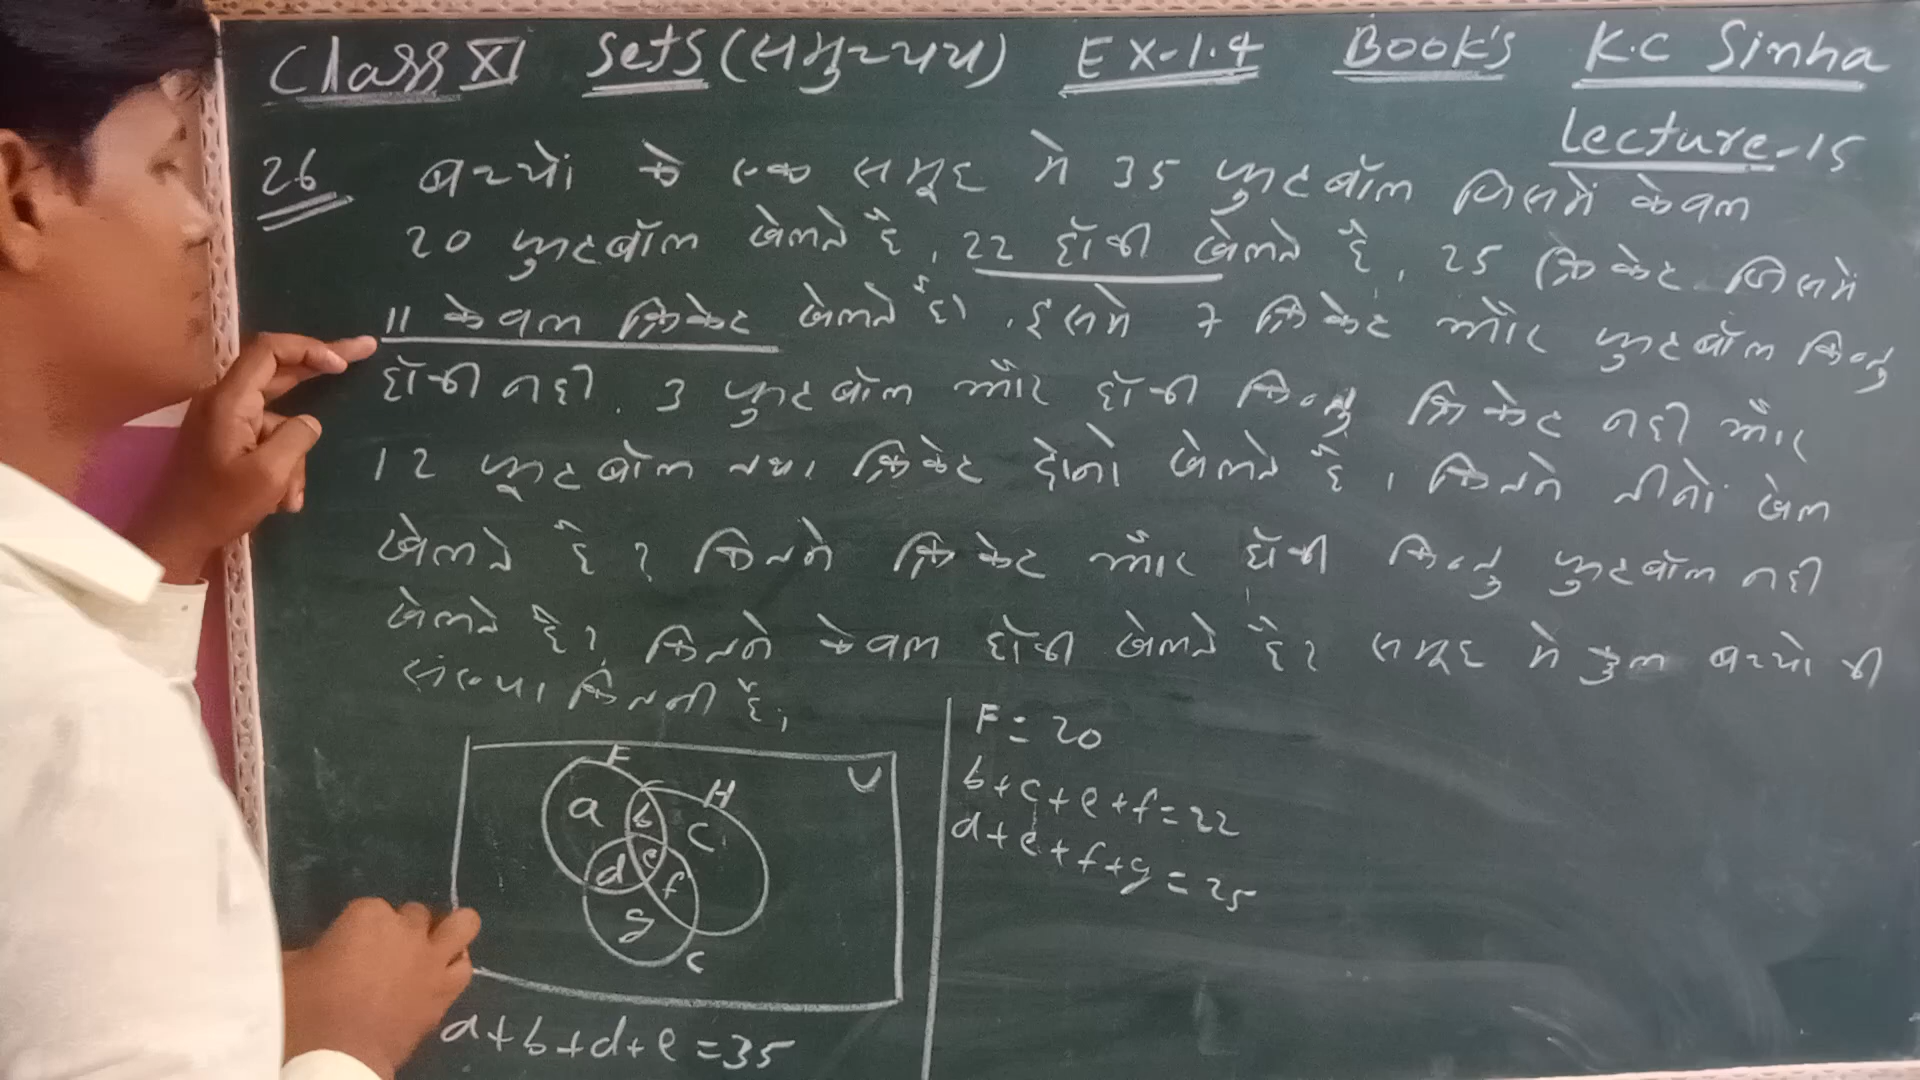 Class XI Sets (समुच्चय) EX-1.4 Book's K.C Sinha
Lecture-15
26 बच्चों के एक समूह में 35 फुटबॉल जिसमें केवल
20 फुटबॉल खेलते है, 22 हॉकी खेलते है, 25 क्रिकेट जिसमें
11 केवल क्रिकेट खेलते है। इसमें 7 क्रिकेट और फुटबॉल किन्तु
हॉकी नही, 3 फुटबॉल और हॉकी किन्तु क्रिकेट नही और
12 फुटबॉल तथा क्रिकेट दोनो खेलते है। कितने तीनों खेल
खेलते है? कितने क्रिकेट और हॉकी किन्तु फुटबॉल नही
खेलते है? कितने केवल हॉकी खेलते है? समूह में कुल बच्चो की
संख्या कितनी है,
F = 20
b+c+e+f=22
d+e+f+g=25
F
H
U
a
b
C
d
e
f
g
C
a+b+d+e=35